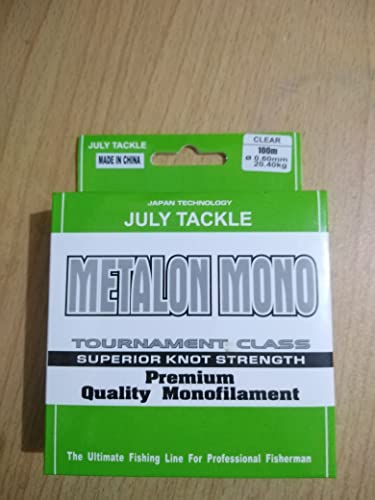 JULY TACKLE
MADE IN CHINA
CLEAR
100m
ø 0.60mm
20.40kg
JAPAN TECHNOLOGY
JULY TACKLE
METALON MONO
TOURNAMENT CLASS
SUPERIOR KNOT STRENGTH
Premium
Quality Monofilament
The Ultimate Fishing Line For Professional Fisherman